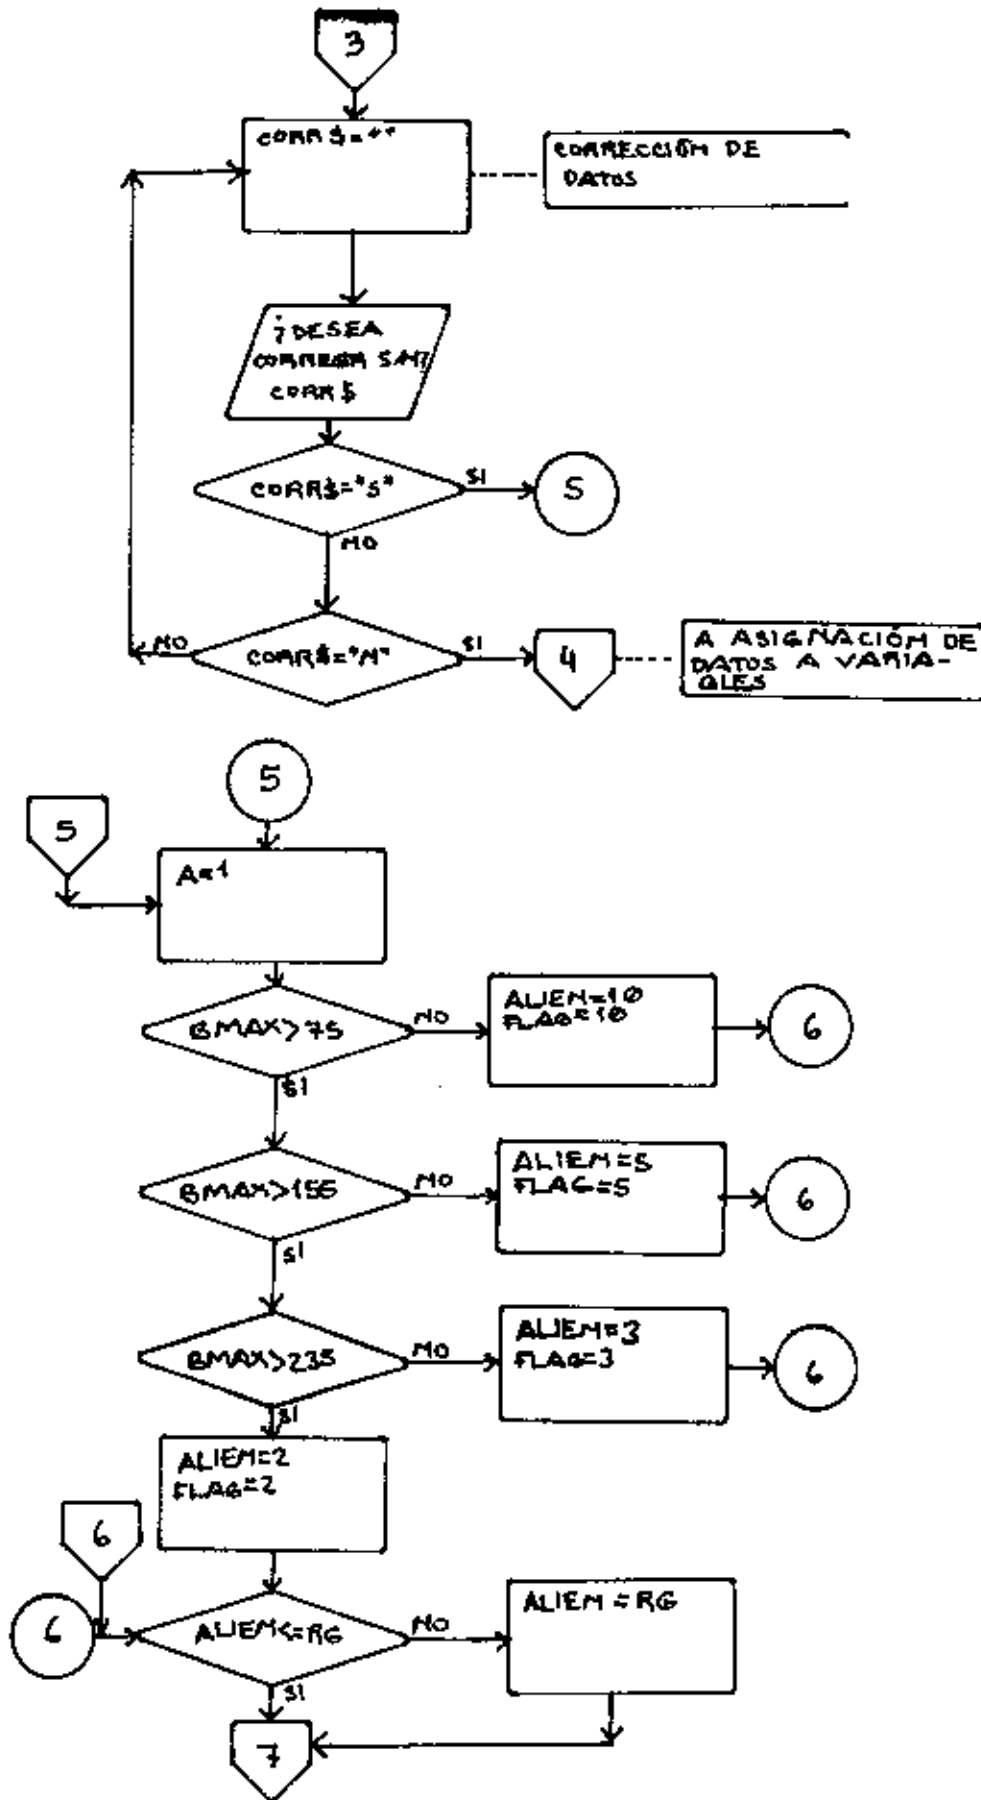 3
CORR$=""
CORRECCIÓN DE
DATOS
¿DESEA
CORREGIR S/N?
CORR$
CORR$="S"
SI
5
NO
CORR$="N"
NO
SI
4
A ASIGNACIÓN DE
DATOS A VARIA-
BLES
5
5
A=1
BMAX>75
NO
ALIEM=10
FLAG=10
6
SI
BMAX>155
NO
ALIEM=5
FLAG=5
6
SI
BMAX>235
NO
ALIEM=3
FLAG=3
6
SI
ALIEM=2
FLAG=2
6
6
ALIEM<=RG
NO
ALIEM=RG
SI
7